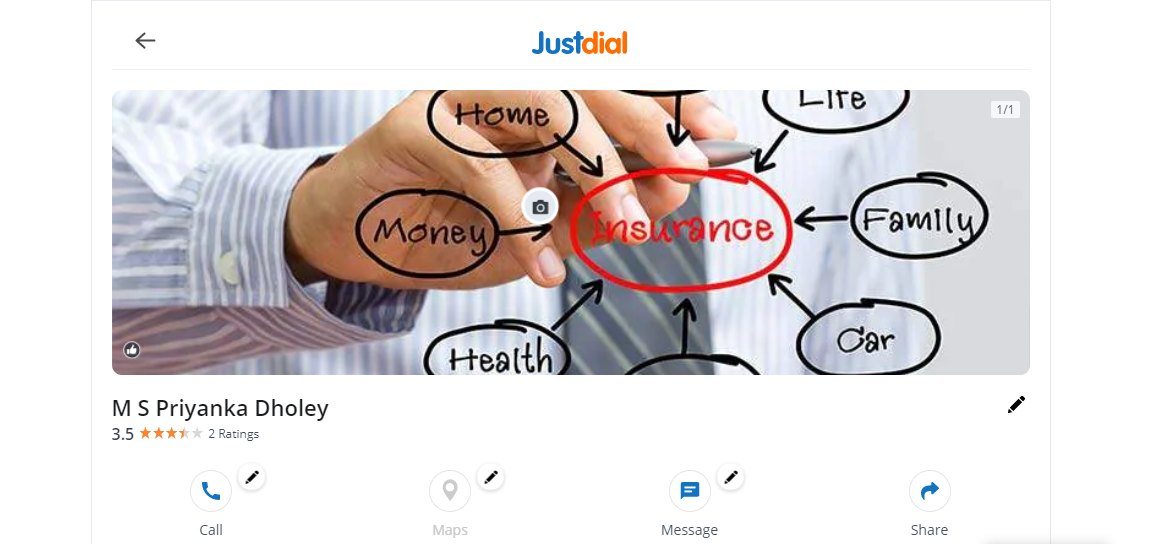 Justdial
Home
Life
1/1
Money
Insurance
Family
Health
Car
M S Priyanka Dholey
3.5 2 Ratings
Call Maps Message Share